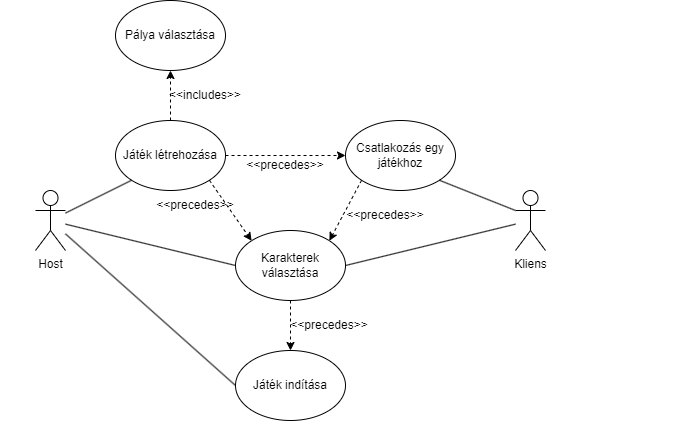 Pálya választása
<<includes>>
Játék létrehozása
Csatlakozás egy
játékhoz
<<precedes>>
<<precedes>>
<<precedes>>
Host
Kliens
Karakterek
választása
<<precedes>>
Játék indítása